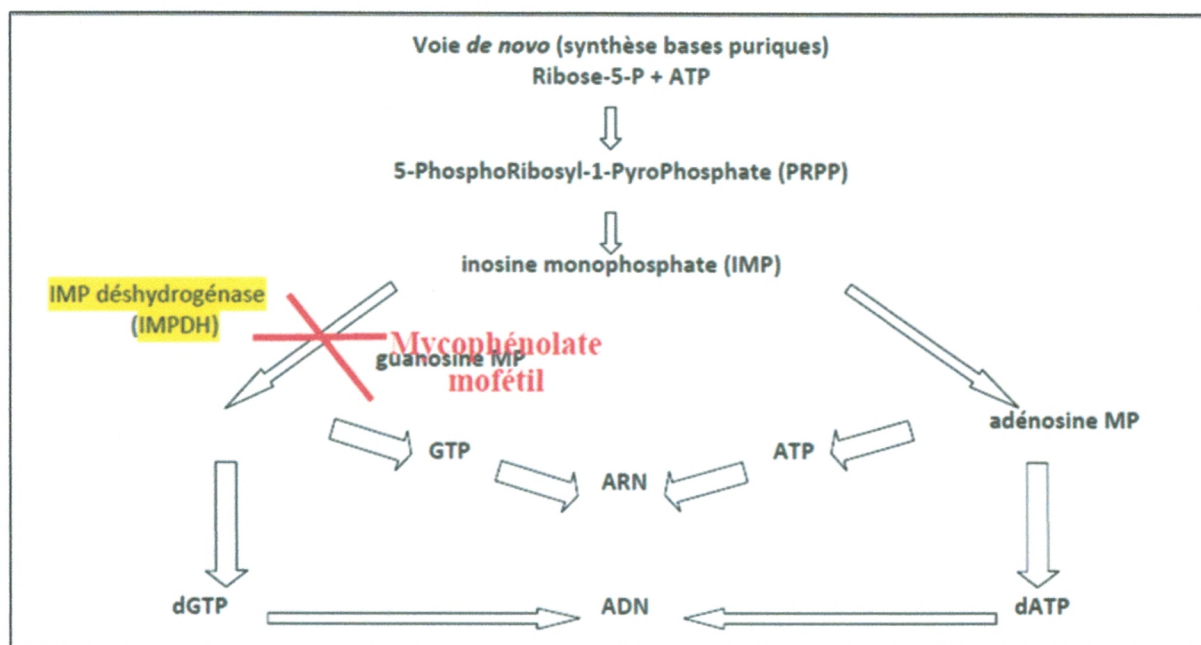 Voie de novo (synthèse bases puriques)
Ribose-5-P + ATP
5-PhosphoRibosyl-1-PyroPhosphate (PRPP)
inosine monophosphate (IMP)
IMP déshydrogénase
(IMPDH)
Mycophénolate
guanosine MP
mofétil
adénosine MP
GTP
ATP
ARN
dGTP
ADN
dATP